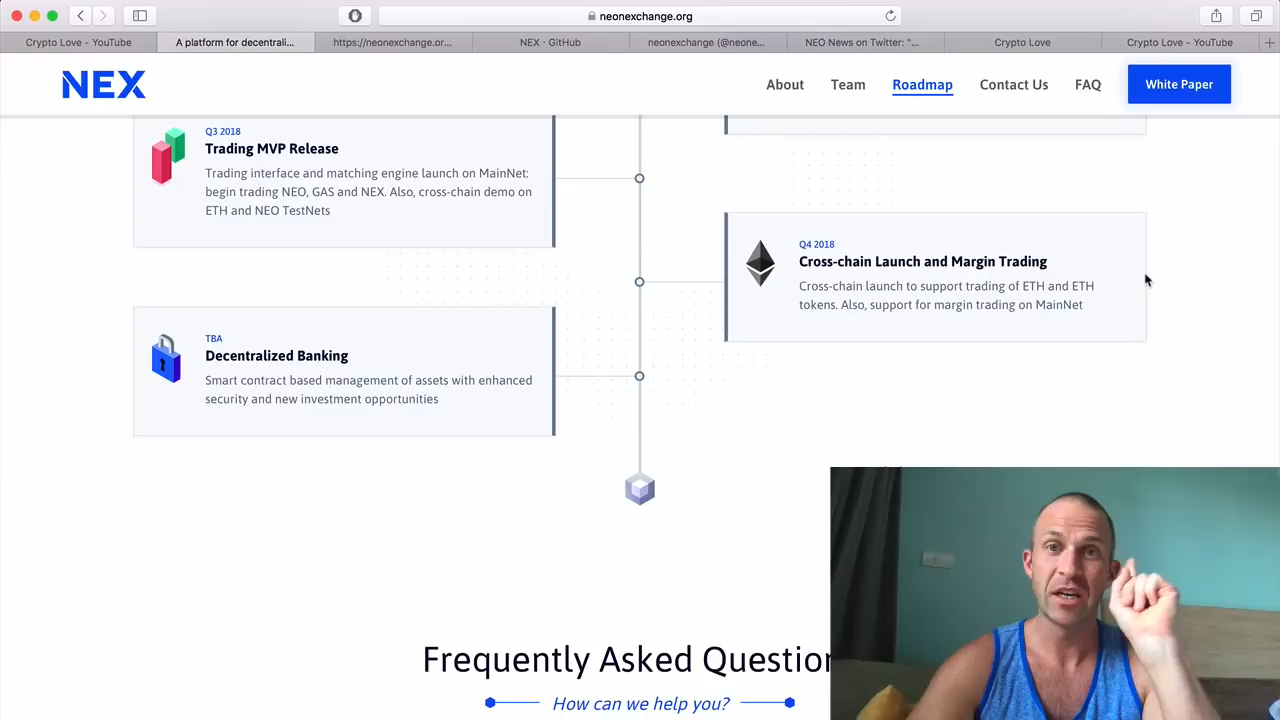 neonexchange.org
Crypto Love - YouTube
A platform for decentrali...
https://neonexchange.or...
NEX · GitHub
neonexchange (@neone...
NEO News on Twitter: "...
Crypto Love
Crypto Love - YouTube
NEX
About
Team
Roadmap
Contact Us
FAQ
White Paper
Q3 2018
Trading MVP Release
Trading interface and matching engine launch on MainNet:
begin trading NEO, GAS and NEX. Also, cross-chain demo on
ETH and NEO TestNets
Q4 2018
Cross-chain Launch and Margin Trading
Cross-chain launch to support trading of ETH and ETH
tokens. Also, support for margin trading on MainNet
TBA
Decentralized Banking
Smart contract based management of assets with enhanced
security and new investment opportunities
Frequently Asked Question
How can we help you?